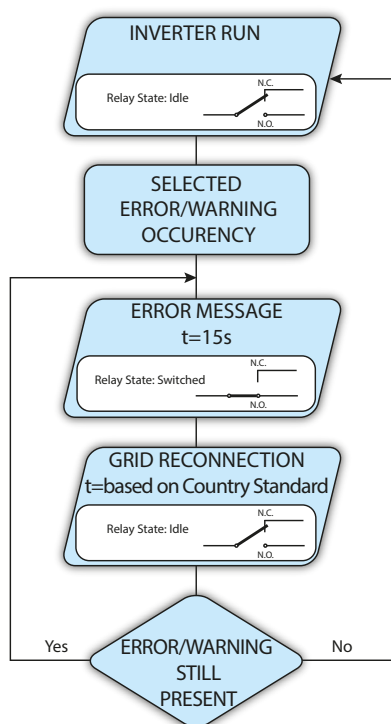 INVERTER RUN
N.C.
Relay State: Idle
N.O.
SELECTED
ERROR/WARNING
OCCURENCY
ERROR MESSAGE
t=15s
N.C.
Relay State: Switched
N.O.
GRID RECONNECTION
t=based on Country Standard
N.C.
Relay State: Idle
N.O.
Yes
No
ERROR/WARNING
STILL
PRESENT